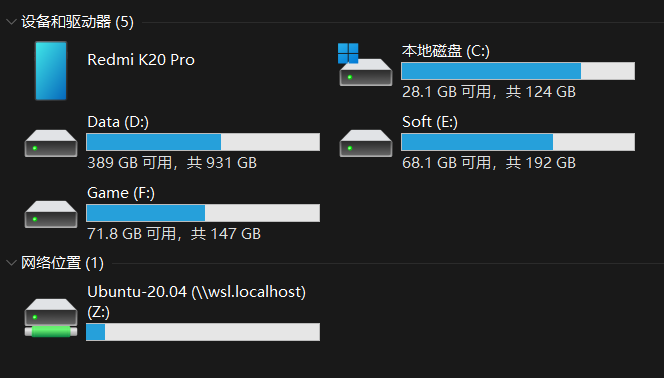 设备和驱动器 (5)
Redmi K20 Pro
本地磁盘 (C:)
28.1 GB 可用，共 124 GB
Data (D:)
389 GB 可用，共 931 GB
Soft (E:)
68.1 GB 可用，共 192 GB
Game (F:)
71.8 GB 可用，共 147 GB
网络位置 (1)
Ubuntu-20.04 (\\wsl.localhost)
(Z:)